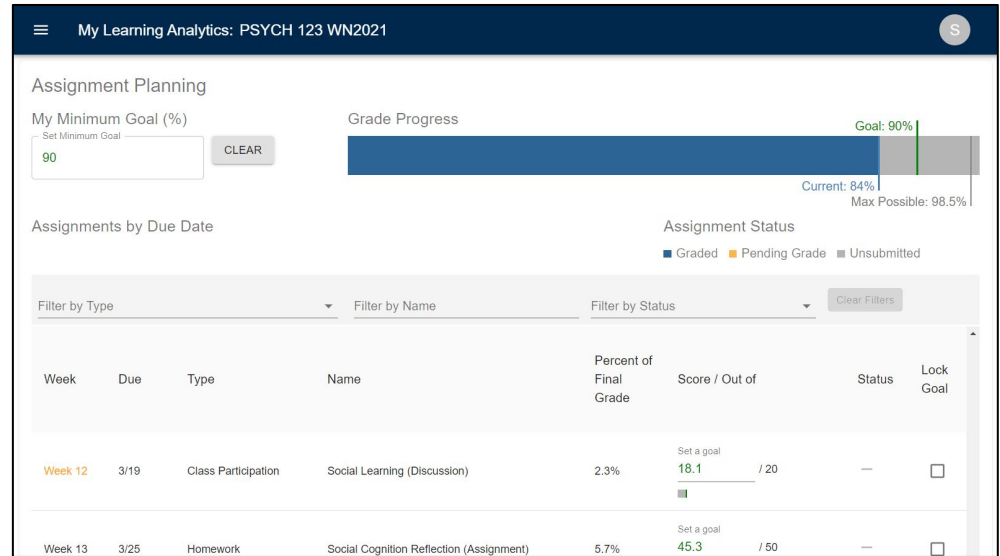 My Learning Analytics: PSYCH 123 WN2021
S
Assignment Planning
My Minimum Goal (%)
Set Minimum Goal
90
CLEAR
Grade Progress
Goal: 90%
Current: 84%
Max Possible: 98.5%
Assignments by Due Date
Assignment Status
Graded Pending Grade Unsubmitted
Filter by Type Filter by Name Filter by Status Clear Filters
Week Due Type Name Percent of Final Grade Score / Out of Status Lock Goal
Set a goal
Week 12 3/19 Class Participation Social Learning (Discussion) 2.3% 18.1 / 20 —
Set a goal
Week 13 3/25 Homework Social Cognition Reflection (Assignment) 5.7% 45.3 / 50 —